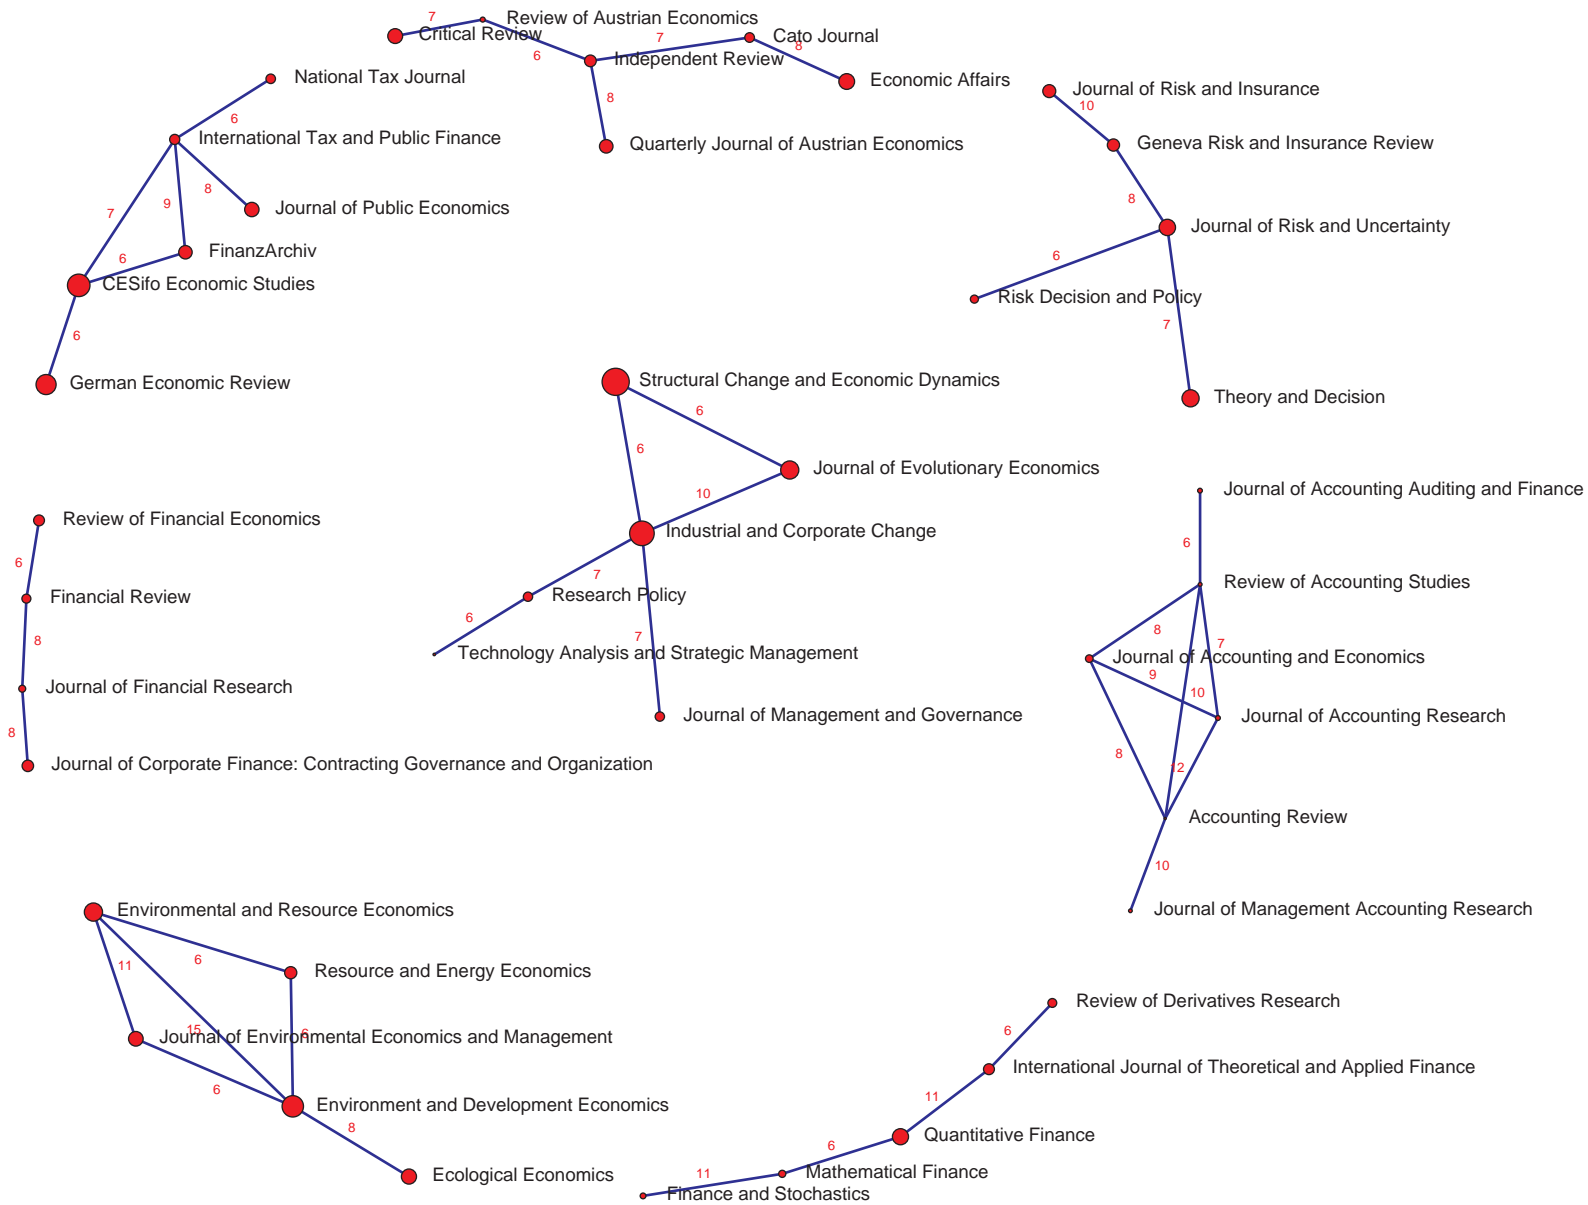 7
Review of Austrian Economics
Critical Review
6
7
Cato Journal
8
Independent Review
Economic Affairs
8
Quarterly Journal of Austrian Economics
National Tax Journal
6
International Tax and Public Finance
8
9
7
Journal of Public Economics
FinanzArchiv
6
CESifo Economic Studies
6
German Economic Review
Journal of Risk and Insurance
10
Geneva Risk and Insurance Review
8
Journal of Risk and Uncertainty
6
Risk Decision and Policy
7
Theory and Decision
Structural Change and Economic Dynamics
6
6
Journal of Evolutionary Economics
10
Industrial and Corporate Change
7
Research Policy
6
7
Technology Analysis and Strategic Management
Journal of Management and Governance
Review of Financial Economics
6
Financial Review
8
Journal of Financial Research
8
Journal of Corporate Finance: Contracting Governance and Organization
Journal of Accounting Auditing and Finance
6
Review of Accounting Studies
8
7
Journal of Accounting and Economics
9
10
Journal of Accounting Research
8
12
Accounting Review
10
Journal of Management Accounting Research
Environmental and Resource Economics
11
6
Resource and Energy Economics
15
6
Journal of Environmental Economics and Management
6
Environment and Development Economics
8
Ecological Economics
Review of Derivatives Research
6
International Journal of Theoretical and Applied Finance
11
Quantitative Finance
6
Mathematical Finance
11
Finance and Stochastics